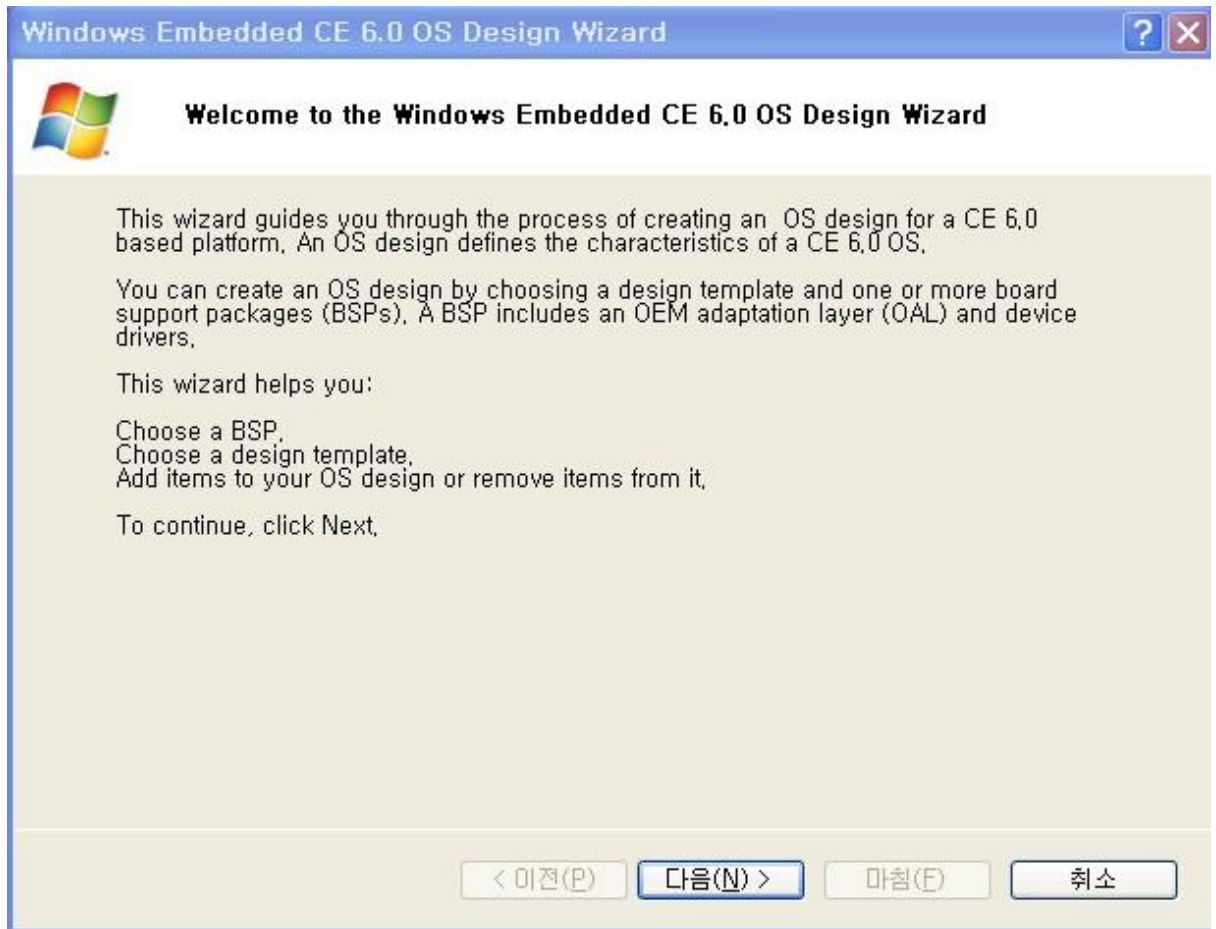 Windows Embedded CE 6.0 OS Design Wizard
Welcome to the Windows Embedded CE 6.0 OS Design Wizard
This wizard guides you through the process of creating an  OS design for a CE 6.0
based platform. An OS design defines the characteristics of a CE 6.0 OS.
You can create an OS design by choosing a design template and one or more board
support packages (BSPs). A BSP includes an OEM adaptation layer (OAL) and device
drivers.
This wizard helps you:
Choose a BSP.
Choose a design template.
Add items to your OS design or remove items from it.
To continue, click Next.
< 이전(P) 다음(N) > 마침(F) 취소